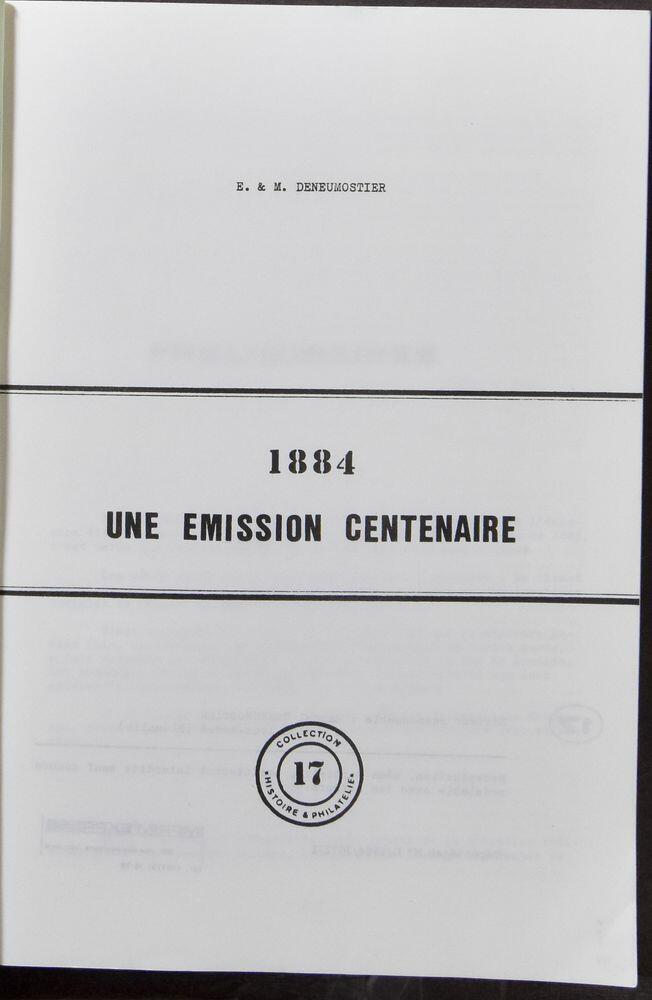 E. & M. DENEUMOSTIER
1884
UNE EMISSION CENTENAIRE
COLLECTION
17
HISTOIRE & PHILATELIE